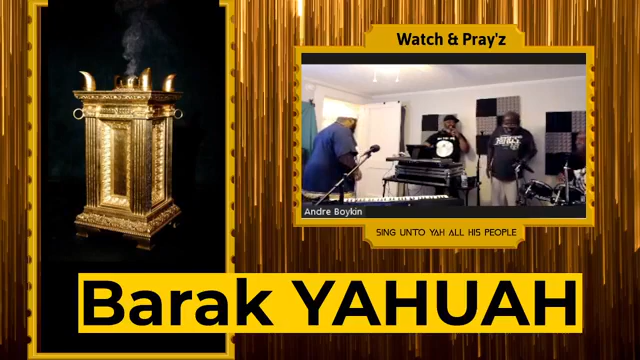 Watch & Pray'z
Andre Boykin
SING UNTO YAH ALL HIS PEOPLE
Barak YAHUAH